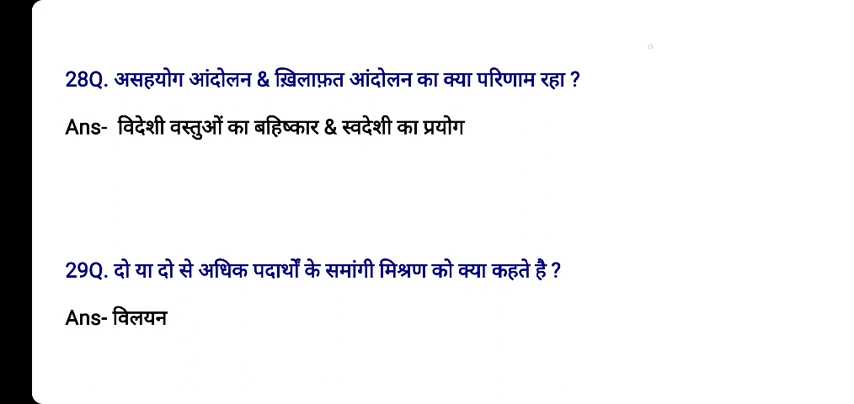 28Q. असहयोग आंदोलन & ख़िलाफ़त आंदोलन का क्या परिणाम रहा ?
Ans- विदेशी वस्तुओं का बहिष्कार & स्वदेशी का प्रयोग
29Q. दो या दो से अधिक पदार्थों के समांगी मिश्रण को क्या कहते है ?
Ans- विलयन